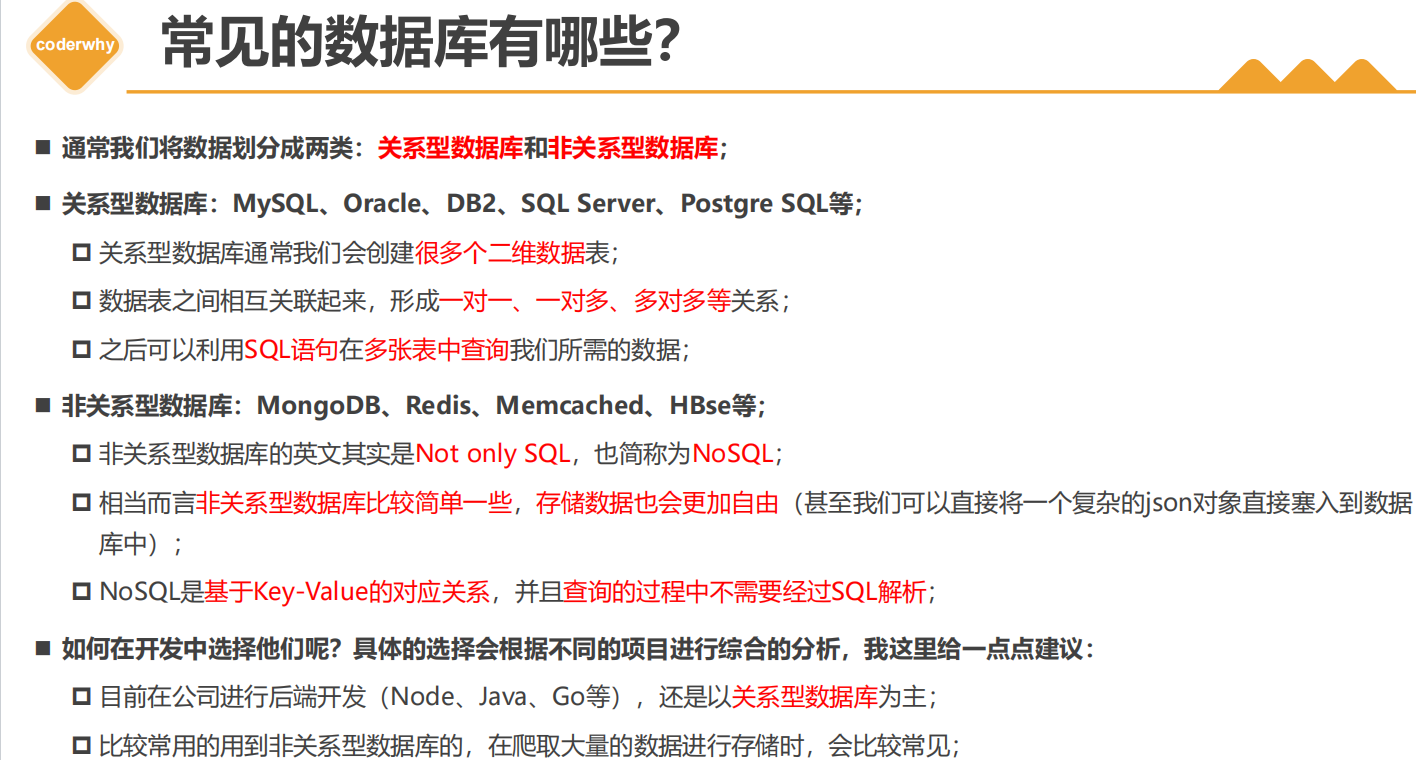 coderwhy
常见的数据库有哪些？
通常我们将数据划分成两类：关系型数据库和非关系型数据库；
关系型数据库：MySQL、Oracle、DB2、SQL Server、Postgre SQL等；
关系型数据库通常我们会创建很多个二维数据表；
数据表之间相互关联起来，形成一对一、一对多、多对多等关系；
之后可以利用SQL语句在多张表中查询我们所需的数据；
非关系型数据库：MongoDB、Redis、Memcached、HBse等；
非关系型数据库的英文其实是Not only SQL，也简称为NoSQL；
相当而言非关系型数据库比较简单一些，存储数据也会更加自由（甚至我们可以直接将一个复杂的json对象直接塞入到数据
库中）；
NoSQL是基于Key-Value的对应关系，并且查询的过程中不需要经过SQL解析；
如何在开发中选择他们呢？具体的选择会根据不同的项目进行综合的分析，我这里给一点点建议：
目前在公司进行后端开发（Node、Java、Go等），还是以关系型数据库为主；
比较常用的用到非关系型数据库的，在爬取大量的数据进行存储时，会比较常见；